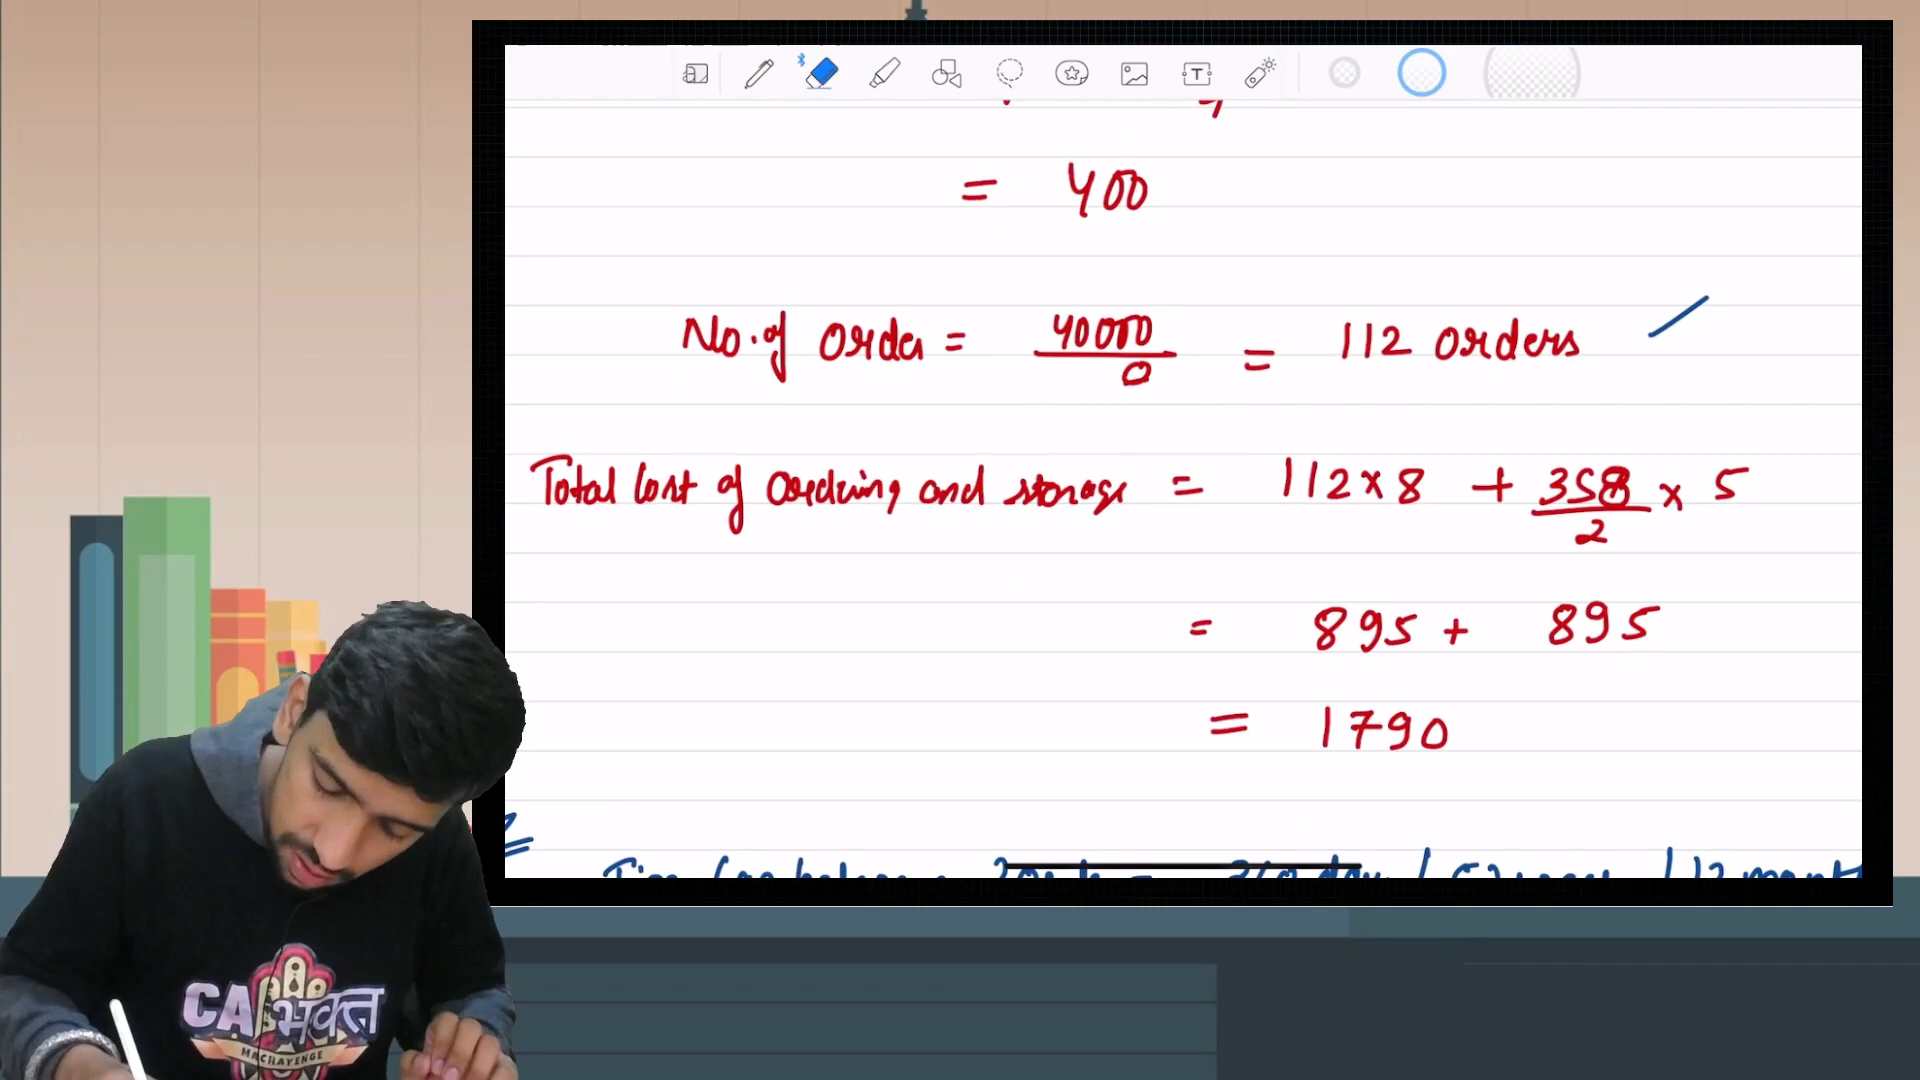 = 400
No. of order = 40000 / 0 = 112 orders
Total cost of ordering and storage = 112 x 8 + 358 / 2 x 5
= 895 + 895
= 1790
CA भक्त
MACHAYENGE